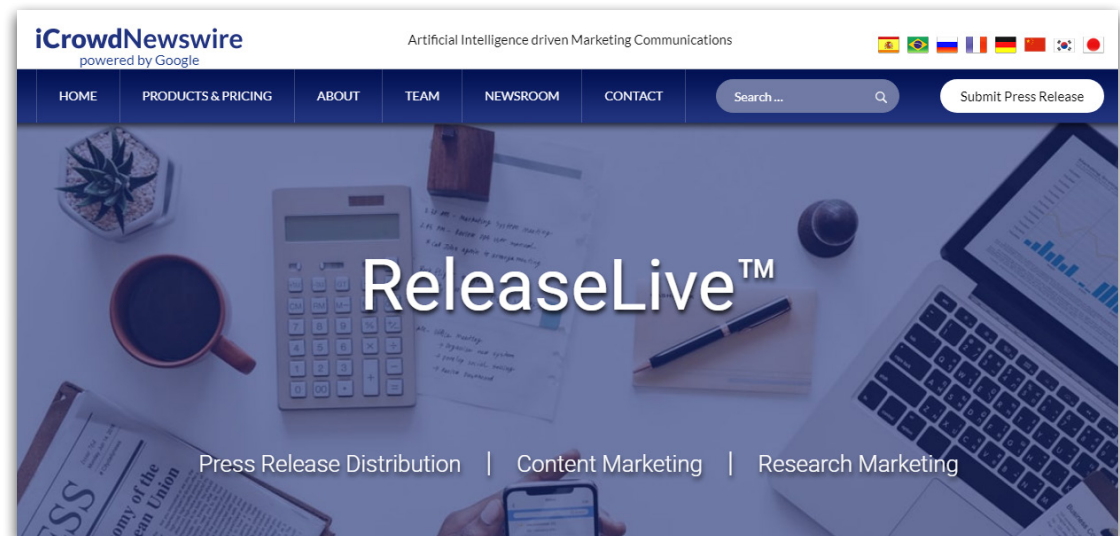 iCrowdNewswire
powered by Google
Artificial Intelligence driven Marketing Communications
HOME
PRODUCTS & PRICING
ABOUT
TEAM
NEWSROOM
CONTACT
Search ...
Submit Press Release
ReleaseLive™
Press Release Distribution | Content Marketing | Research Marketing